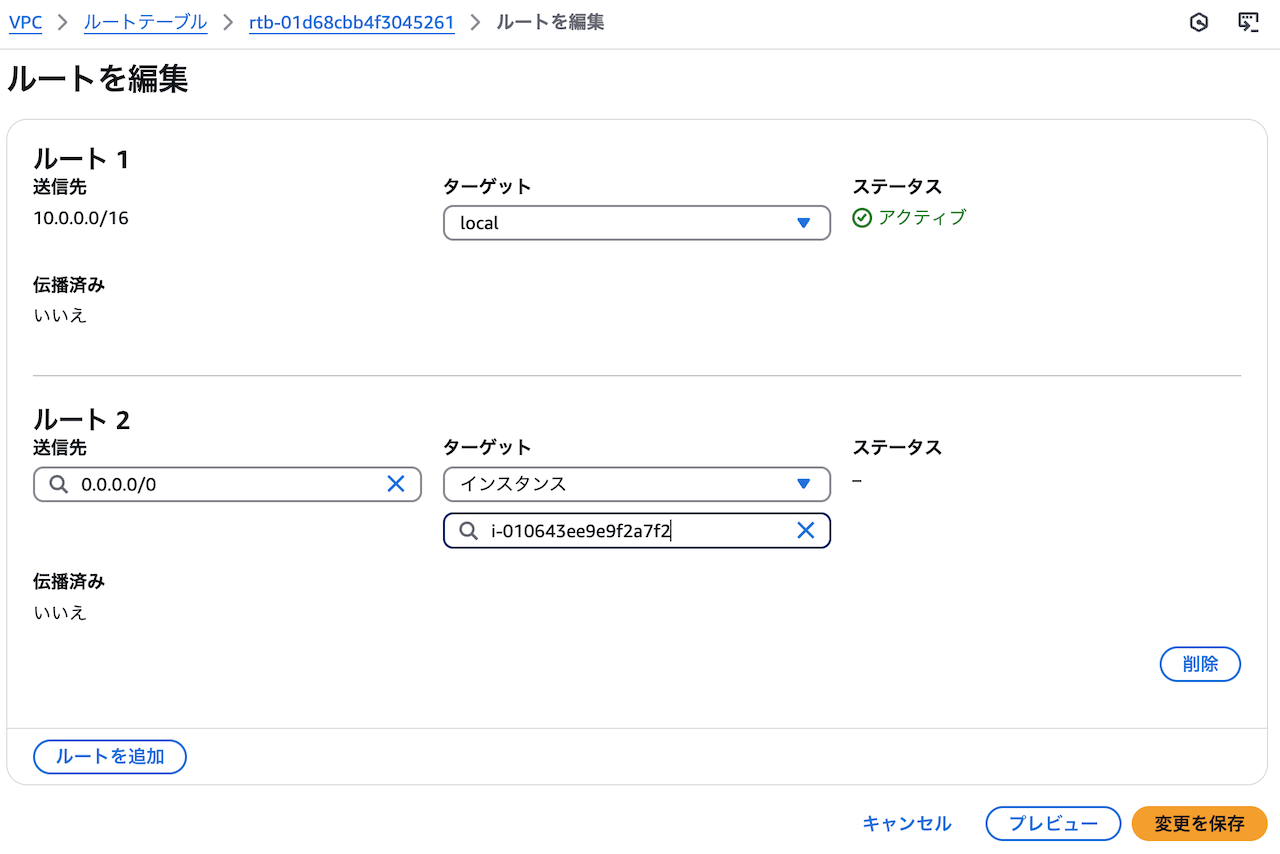 VPC > ルートテーブル > rtb-01d68cbb4f3045261 > ルートを編集
ルートを編集
ルート 1
送信先 ターゲット ステータス
10.0.0.0/16 local アクティブ
伝播済み
いいえ
ルート 2
送信先 ターゲット ステータス
0.0.0.0/0 インスタンス –
i-010643ee9e9f2a7f2
伝播済み
いいえ
削除
ルートを追加
キャンセル プレビュー 変更を保存